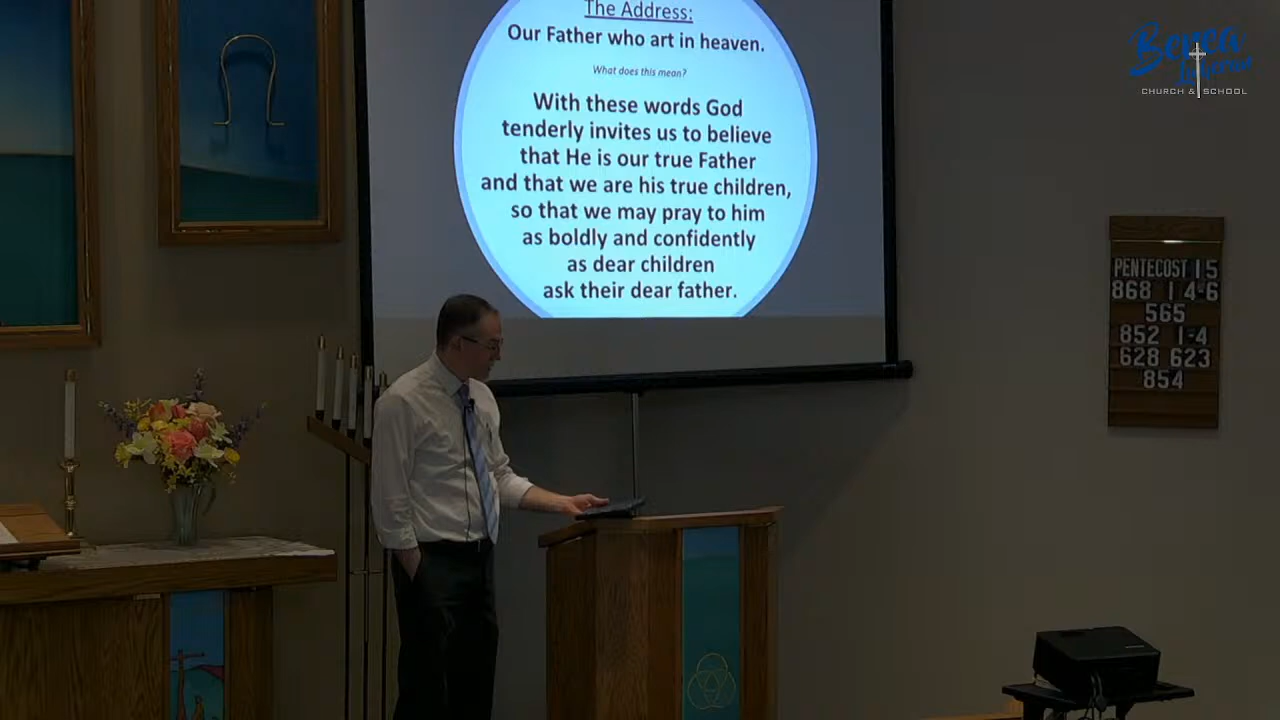 The Address:
Our Father who art in heaven.
What does this mean?
With these words God
tenderly invites us to believe
that He is our true Father
and that we are his true children,
so that we may pray to him
as boldly and confidently
as dear children
ask their dear father.
Berea
Lutheran
CHURCH & SCHOOL
PENTECOST 15
868 1 4-6
565
852 1-4
628 623
854